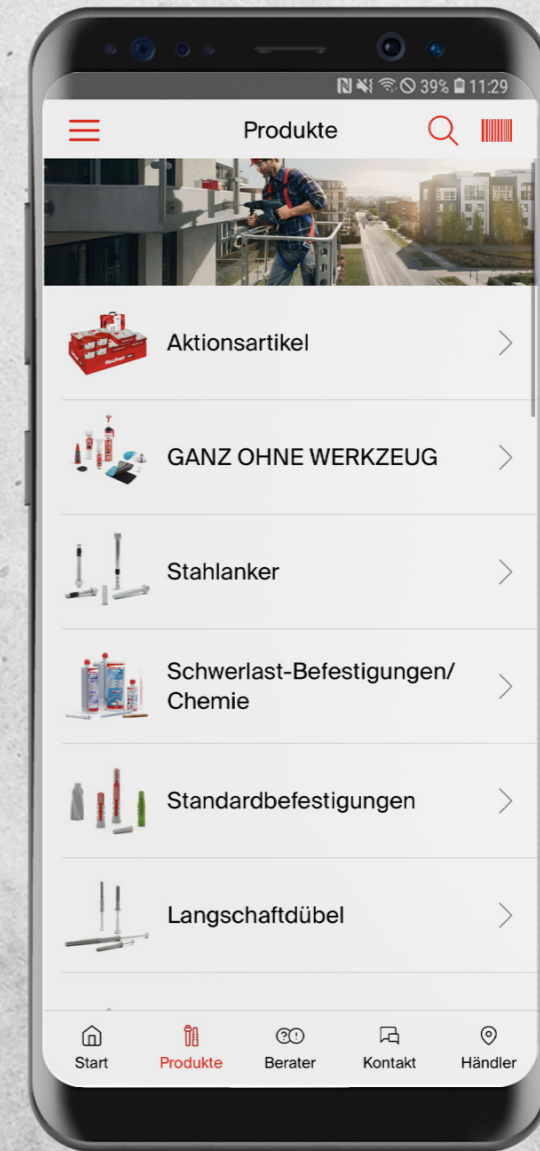 39% 11:29
Produkte
Aktionsartikel
fischer
GANZ OHNE WERKZEUG
Stahlanker
Schwerlast-Befestigungen/
Chemie
Standardbefestigungen
Langschaftdübel
Start Produkte Berater Kontakt Händler